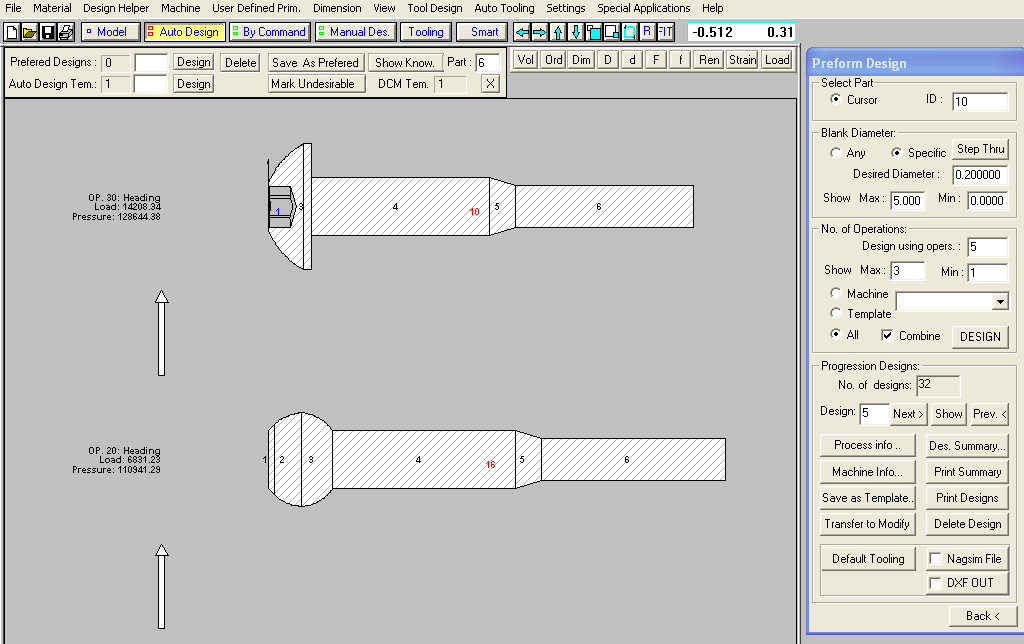 File Material Design Helper Machine User Defined Prim. Dimension View Tool Design Auto Tooling Settings Special Applications Help
Model Auto Design By Command Manual Des. Tooling Smart R FIT -0.512 0.31
Prefered Designs : 0 Design Delete Save As Prefered Show Know. Part : 6
Auto Design Tem.: 1 Design Mark Undesirable DCM Tem. 1 X
Vol Ord Dim D d F f Ren Strain Load
OP. 30: Heading
Load: 14208.34
Pressure: 128644.38
1 3 4 10 5 6
OP. 20: Heading
Load: 6831.23
Pressure: 110941.29
1 2 3 4 16 5 6
Preform Design
Select Part
Cursor ID : 10
Blank Diameter:
Any Specific Step Thru
Desired Diameter : 0.200000
Show Max : 5.000 Min : 0.0000
No. of Operations:
Design using opers. : 5
Show Max : 3 Min : 1
Machine
Template
All Combine DESIGN
Progression Designs:
No. of designs: 32
Design: 5 Next > Show Prev. <
Process info .. Des. Summary...
Machine Info... Print Summary
Save as Template.. Print Designs
Transfer to Modify Delete Design
Default Tooling Nagsim File
DXF OUT
Back <